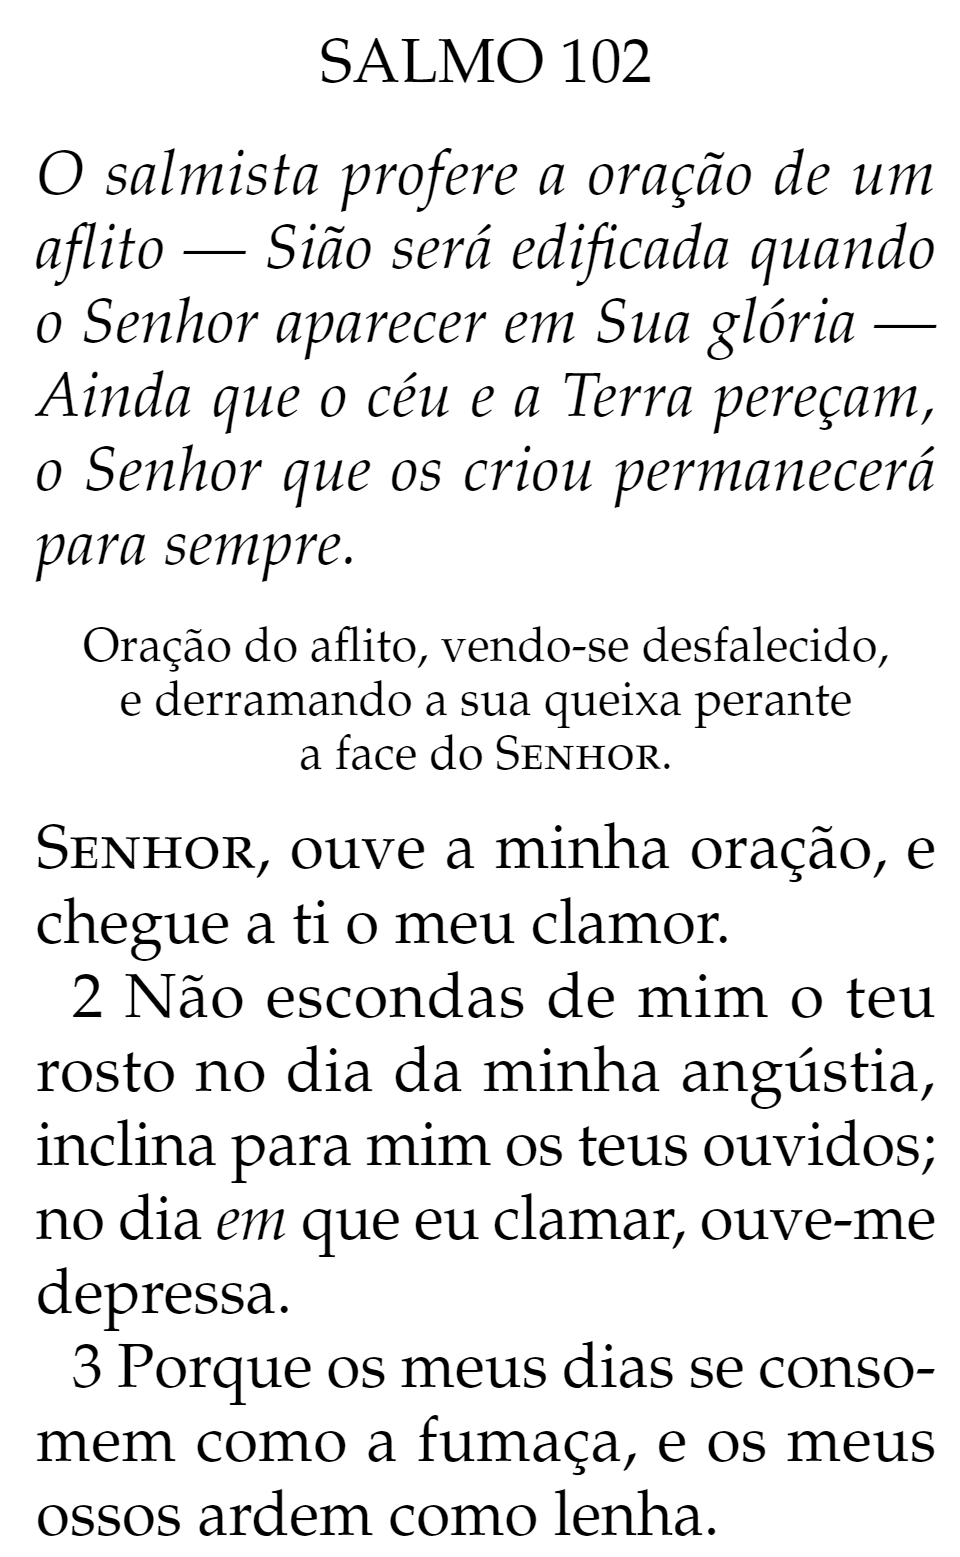 SALMO 102
O salmista profere a oração de um
aflito — Sião será edificada quando
o Senhor aparecer em Sua glória —
Ainda que o céu e a Terra pereçam,
o Senhor que os criou permanecerá
para sempre.
Oração do aflito, vendo-se desfalecido,
e derramando a sua queixa perante
a face do SENHOR.
SENHOR, ouve a minha oração, e
chegue a ti o meu clamor.
2 Não escondas de mim o teu
rosto no dia da minha angústia,
inclina para mim os teus ouvidos;
no dia em que eu clamar, ouve-me
depressa.
3 Porque os meus dias se conso-
mem como a fumaça, e os meus
ossos ardem como lenha.